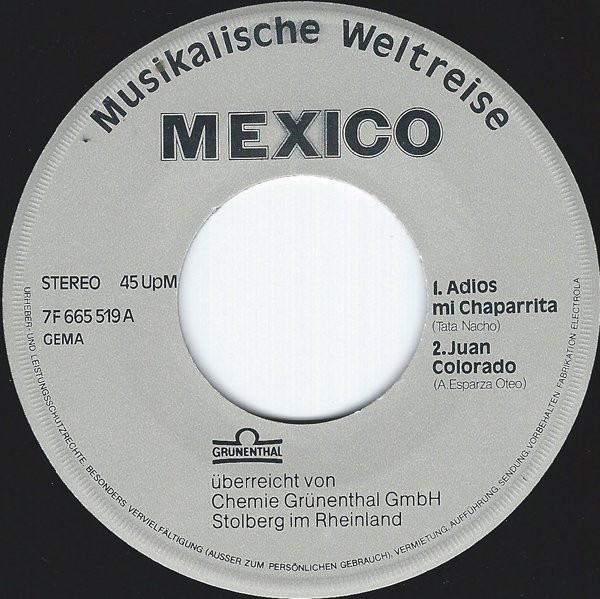 Musikalische Weltreise
MEXICO
STEREO 45 UpM
7F 665 519 A
GEMA
1. Adios
mi Chaparrita
(Tata Nacho)
2. Juan
Colorado
(A. Esparza Oteo)
GRÜNENTHAL
überreicht von
Chemie Grünenthal GmbH
Stolberg im Rheinland
URHEBER- UND LEISTUNGSSCHUTZRECHTE, BESONDERS VERVIELFÄLTIGUNG (AUSSER ZUM PERSÖNLICHEN GEBRAUCH), VERMIETUNG, AUFFÜHRUNG, SENDUNG, VORBEHALTEN FABRIKATION ELECTROLA